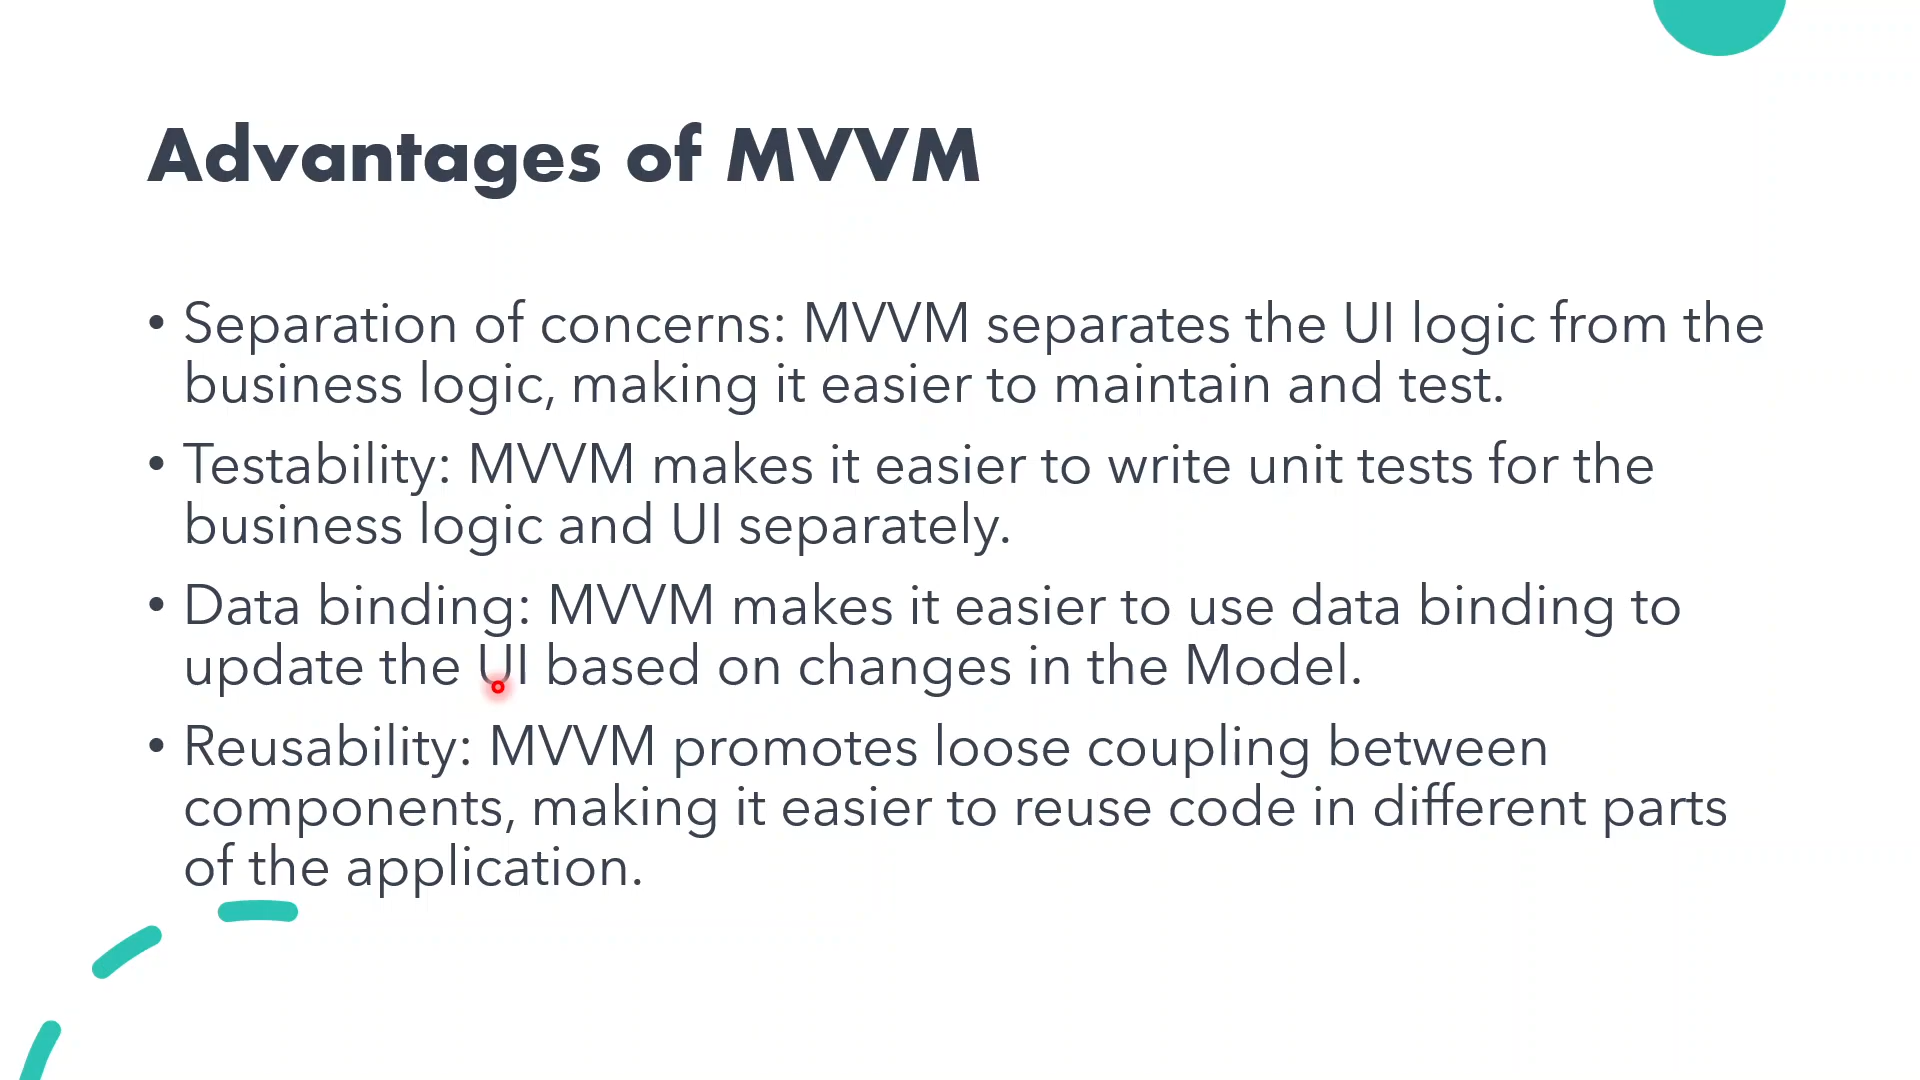 Advantages of MVVM
• Separation of concerns: MVVM separates the UI logic from the
business logic, making it easier to maintain and test.
• Testability: MVVM makes it easier to write unit tests for the
business logic and UI separately.
• Data binding: MVVM makes it easier to use data binding to
update the UI based on changes in the Model.
• Reusability: MVVM promotes loose coupling between
components, making it easier to reuse code in different parts
of the application.